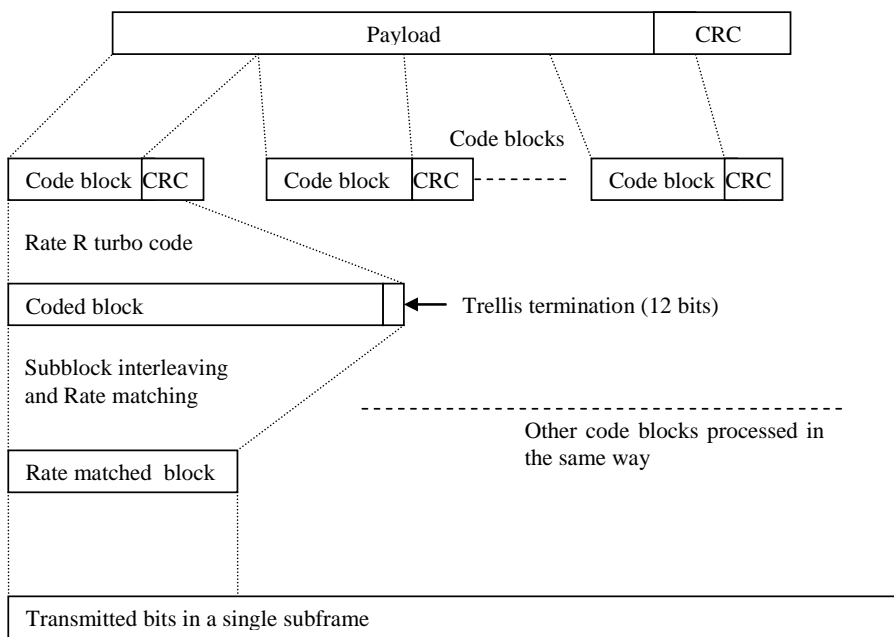 Payload
CRC
Code blocks
Code block
CRC
Code block
CRC
Code block
CRC
Rate R turbo code
Coded block
Trellis termination (12 bits)
Subblock interleaving
and Rate matching
Other code blocks processed in
the same way
Rate matched block
Transmitted bits in a single subframe